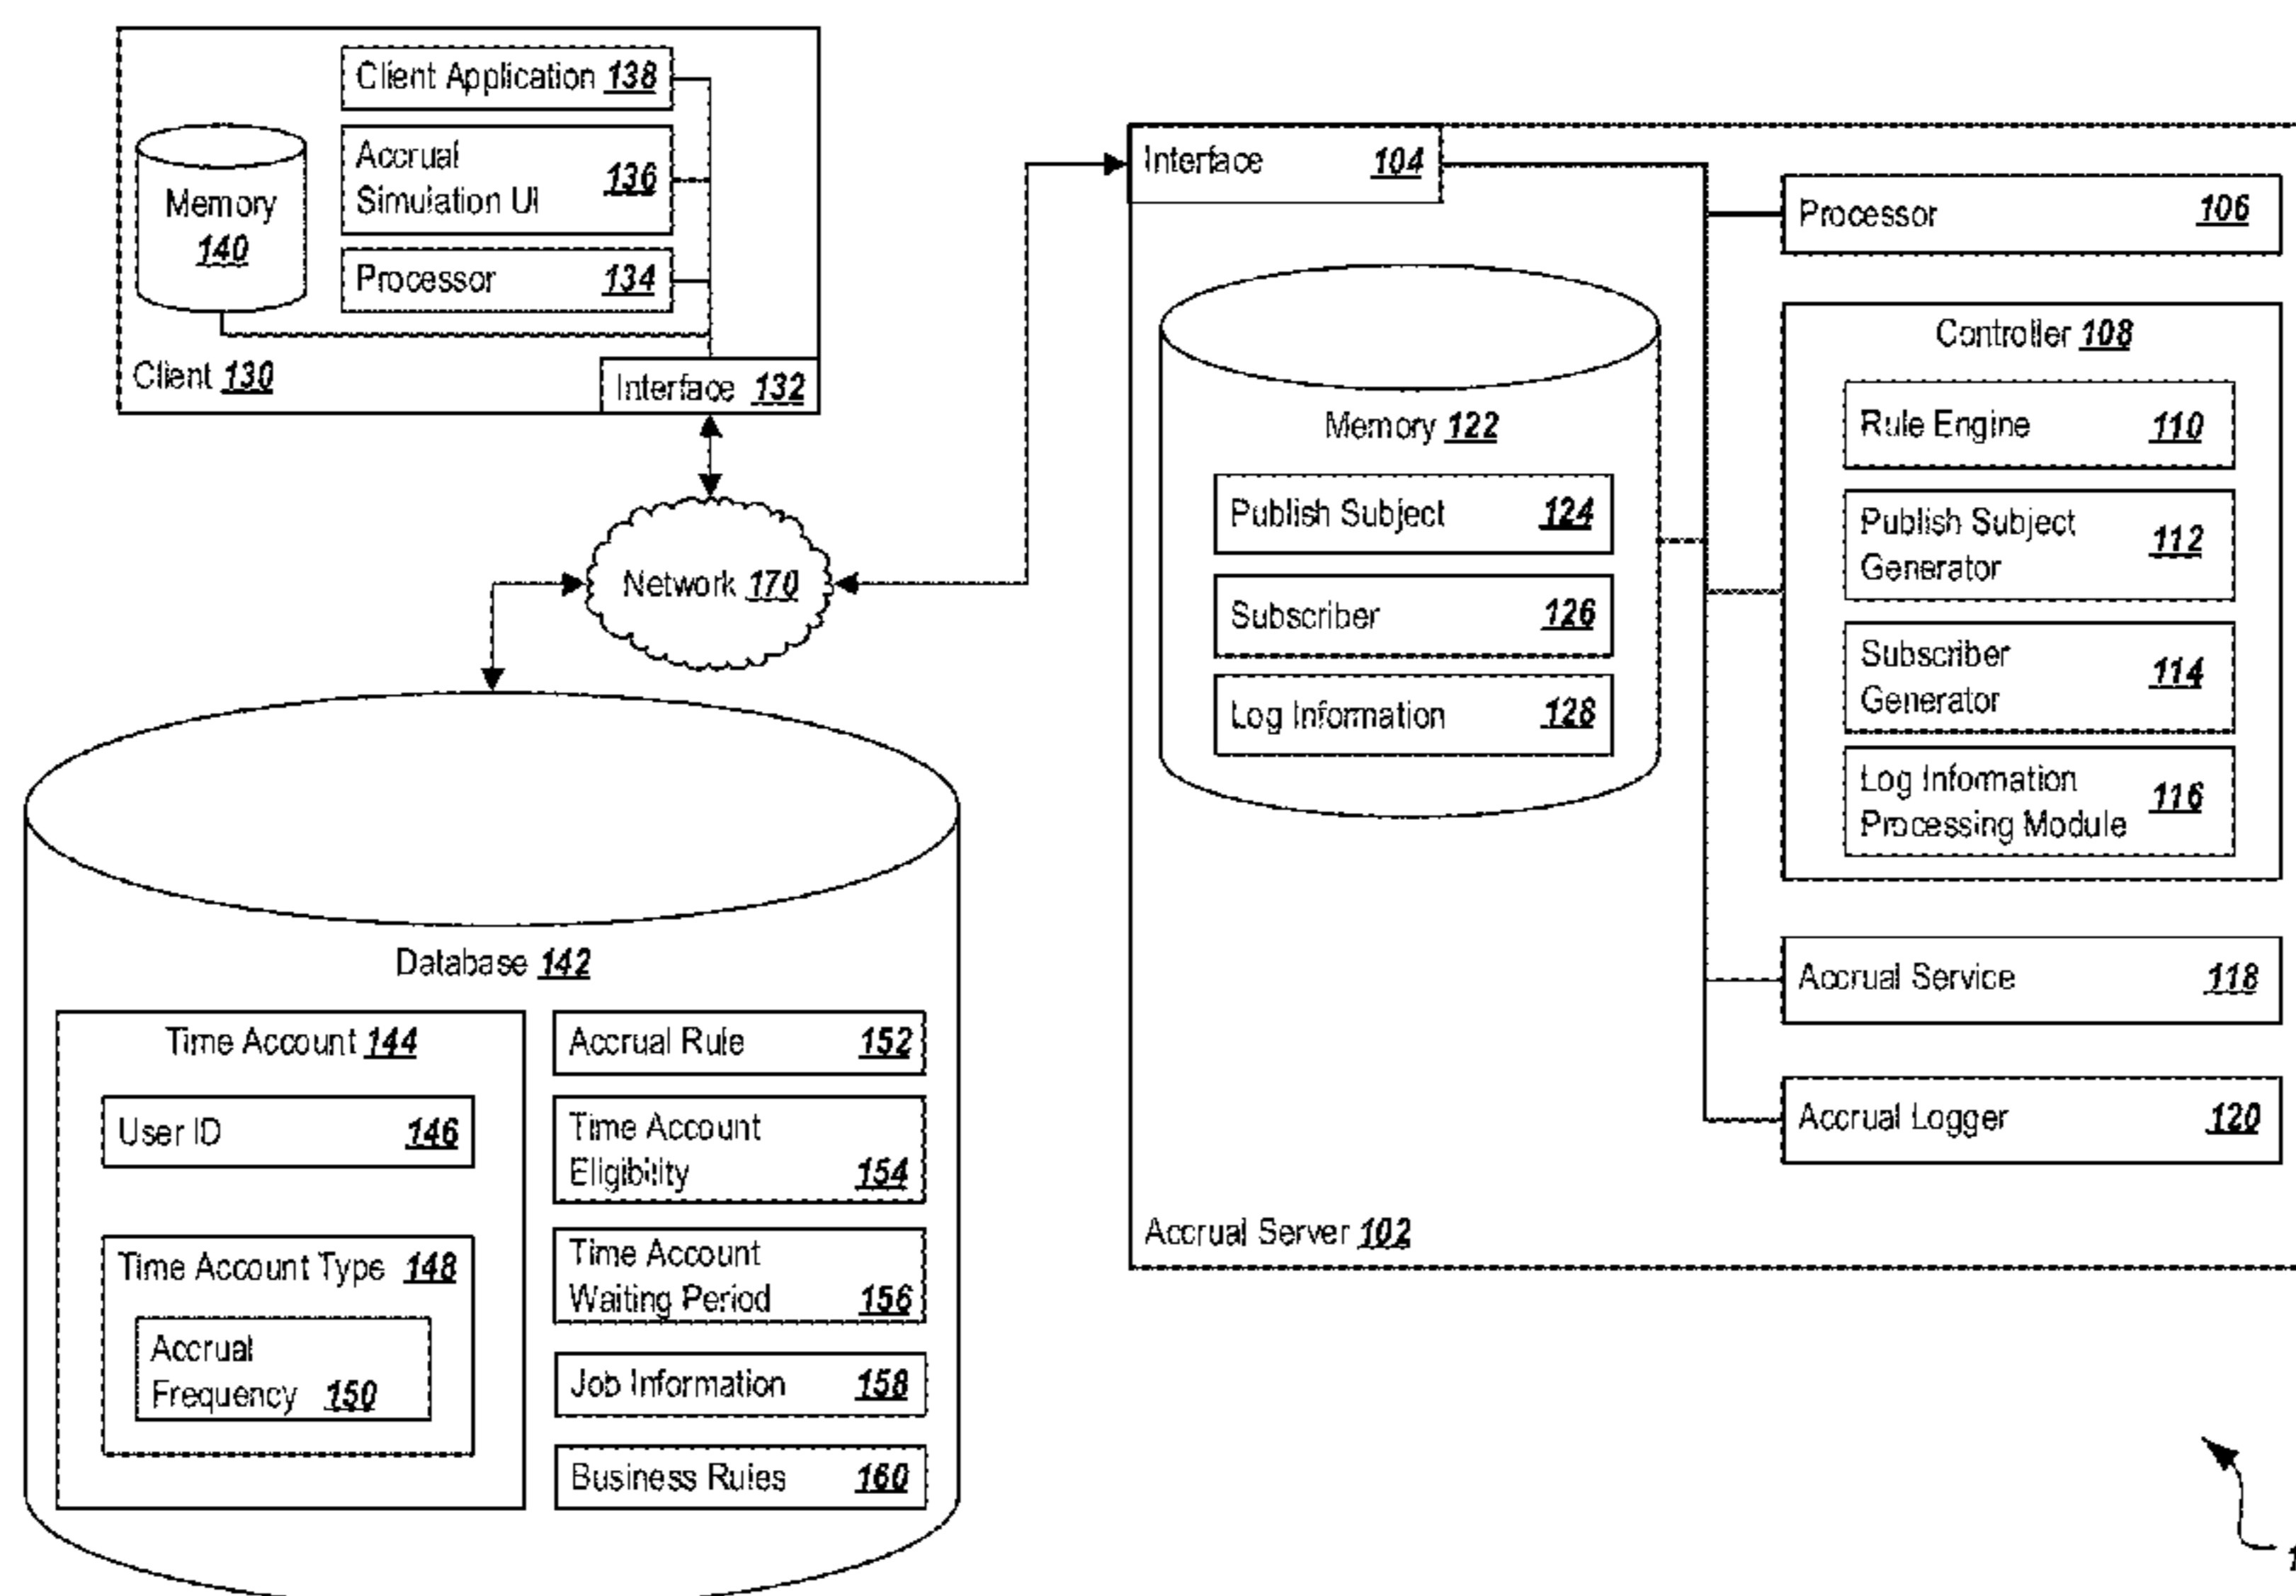 Client Application 138
Accrual
Simulation UI 136
Memory
140
Processor 134
Client 130
Interface 132
Network 170
Interface 104
Processor 106
Controller 108
Rule Engine 110
Publish Subject
Generator 112
Subscriber
Generator 114
Log Information
Processing Module 116
Memory 122
Publish Subject 124
Subscriber 126
Log Information 128
Accrual Service 118
Accrual Logger 120
Accrual Server 102
Database 142
Time Account 144
User ID 146
Time Account Type 148
Accrual
Frequency 150
Accrual Rule 152
Time Account
Eligibility 154
Time Account
Waiting Period 156
Job Information 158
Business Rules 160